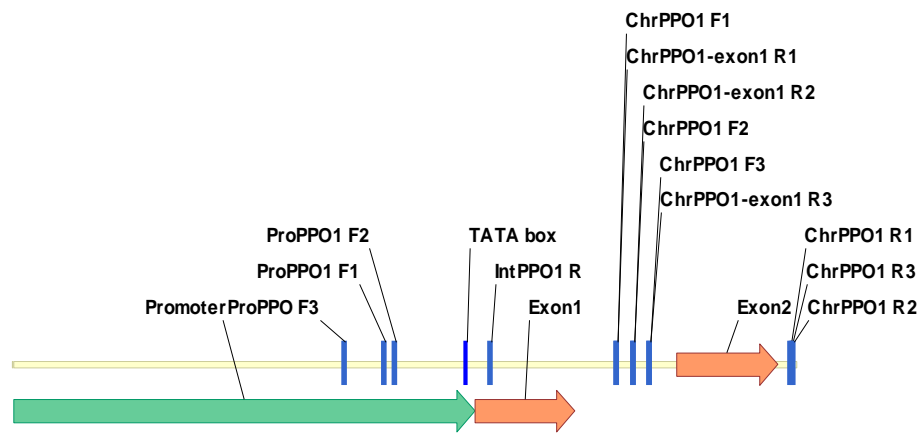 ChrPPO1 F1
ChrPPO1-exon1 R1
ChrPPO1-exon1 R2
ChrPPO1 F2
ChrPPO1 F3
ChrPPO1-exon1 R3
ProPPO1 F2
TATA box
ChrPPO1 R1
ProPPO1 F1
IntPPO1 R
ChrPPO1 R3
PromoterProPPO F3
Exon1
Exon2
ChrPPO1 R2